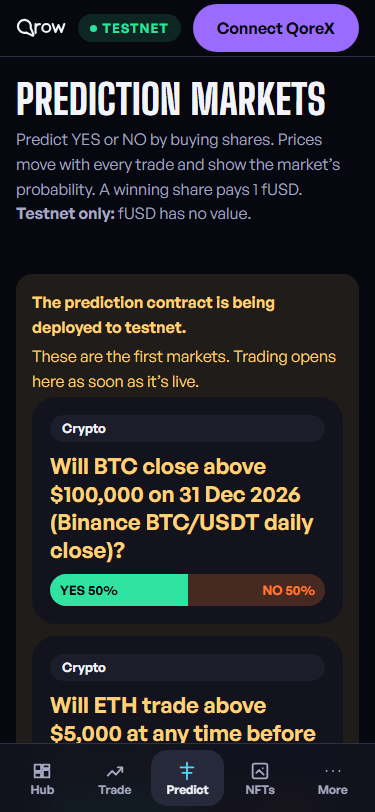 Qrow
TESTNET
Connect QoreX
PREDICTION MARKETS
Predict YES or NO by buying shares. Prices
move with every trade and show the market's
probability. A winning share pays 1 fUSD.
Testnet only: fUSD has no value.
The prediction contract is being
deployed to testnet.
These are the first markets. Trading opens
here as soon as it's live.
Crypto
Will BTC close above
$100,000 on 31 Dec 2026
(Binance BTC/USDT daily
close)?
YES 50%
NO 50%
Crypto
Will ETH trade above
$5,000 at any time before
Hub
Trade
Predict
NFTs
More